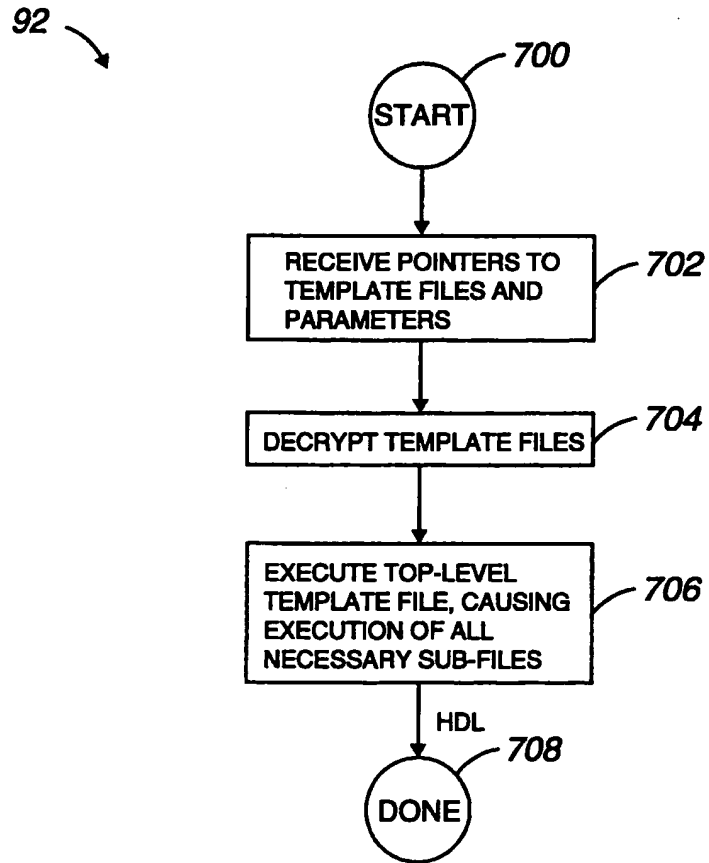 92
700
START
RECEIVE POINTERS TO
TEMPLATE FILES AND
PARAMETERS
702
DECRYPT TEMPLATE FILES
704
EXECUTE TOP-LEVEL
TEMPLATE FILE, CAUSING
EXECUTION OF ALL
NECESSARY SUB-FILES
706
HDL
708
DONE